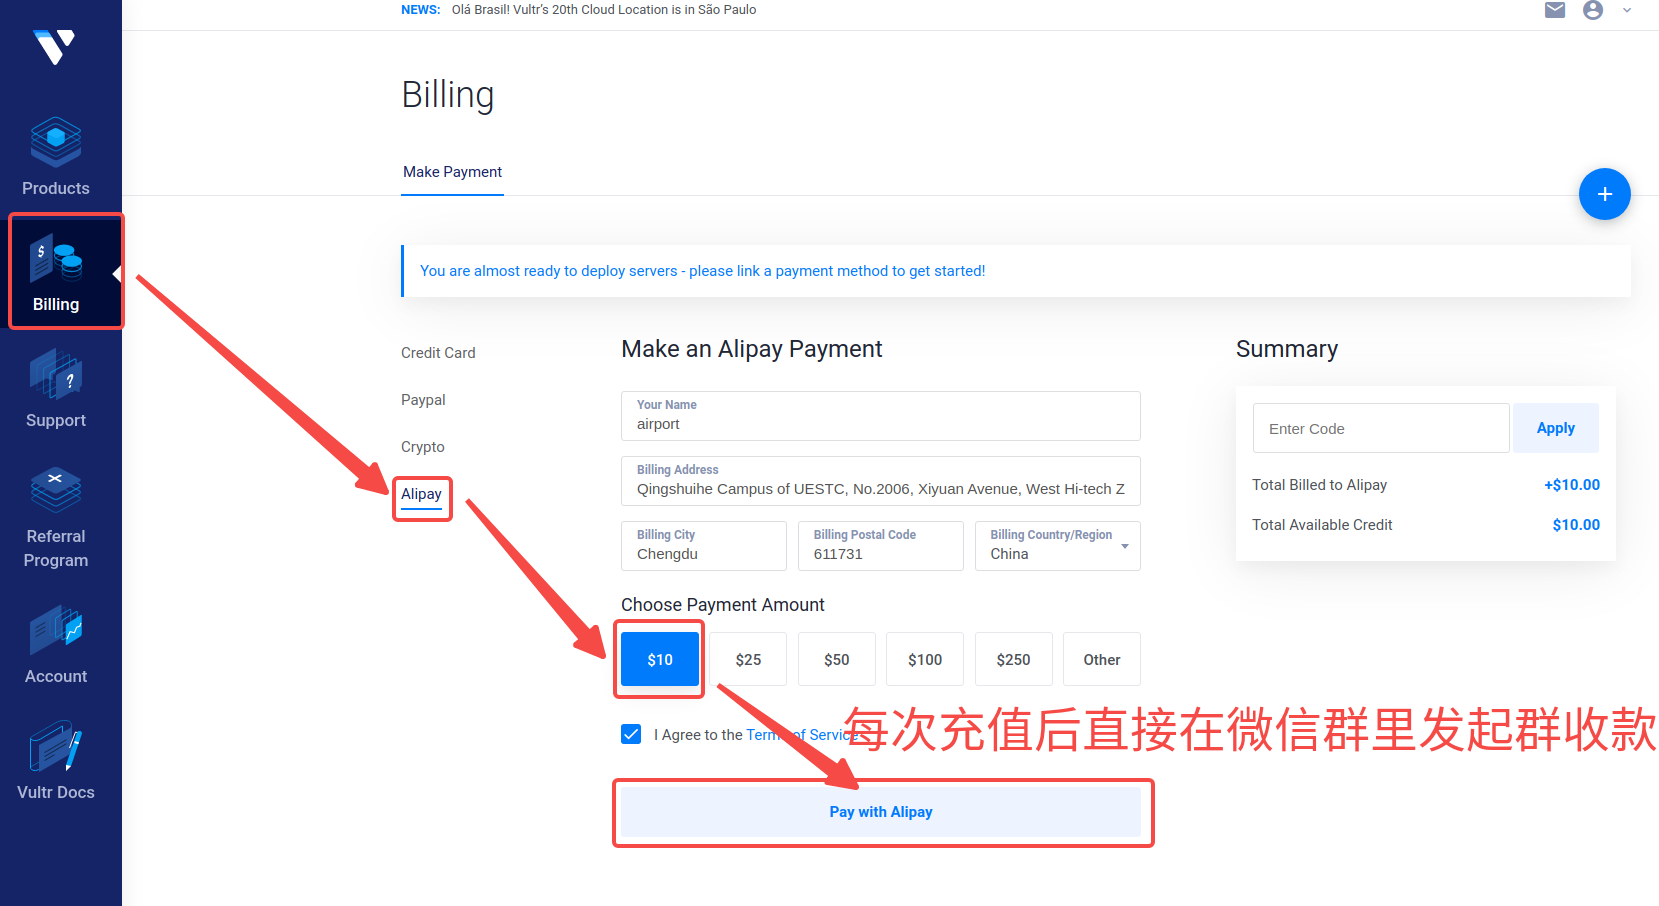 NEWS: Olá Brasil! Vultr's 20th Cloud Location is in São Paulo
Products
Billing
Support
Referral
Program
Account
Vultr Docs
Billing
Make Payment
+
You are almost ready to deploy servers - please link a payment method to get started!
Credit Card
Paypal
Crypto
Alipay
Make an Alipay Payment
Your Name
airport
Billing Address
Qingshuihe Campus of UESTC, No.2006, Xiyuan Avenue, West Hi-tech Z
Billing City
Chengdu
Billing Postal Code
611731
Billing Country/Region
China
Choose Payment Amount
$10 $25 $50 $100 $250 Other
I Agree to the Terms of Service
每次充值后直接在微信群里发起群收款
Pay with Alipay
Summary
Enter Code
Apply
Total Billed to Alipay +$10.00
Total Available Credit $10.00